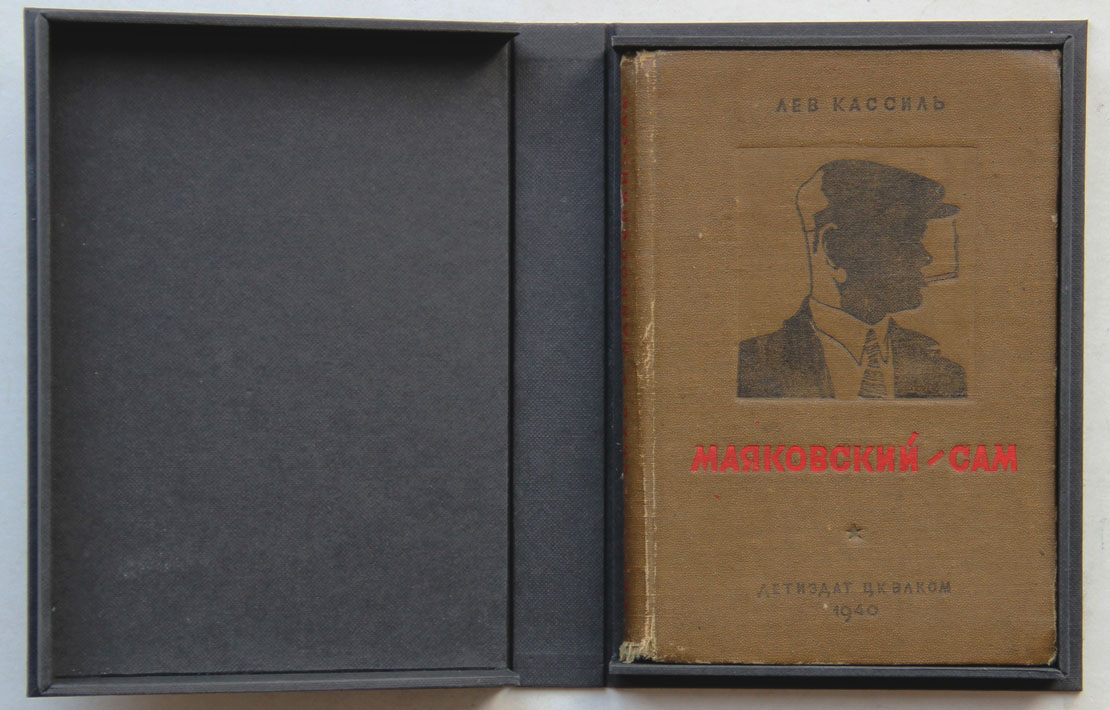 ЛЕВ КАССИЛЬ
МАЯКОВСКИЙ – САМ
ДЕТИЗДАТ ЦК ВЛКСМ
1940